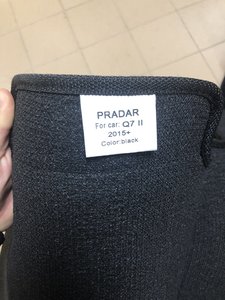 PRADAR
For car: Q7 II
2015+
Color:black